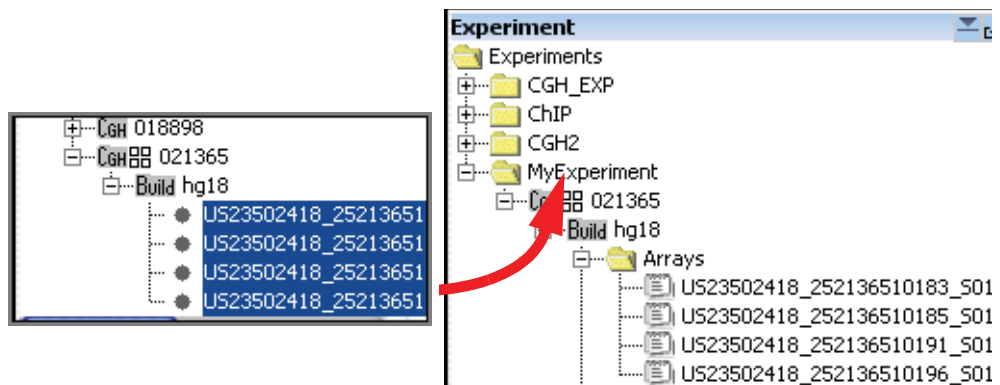 CGH 018898
CGH 021365
Build hg18
US23502418_25213651
US23502418_25213651
US23502418_25213651
US23502418_25213651
Experiment
Experiments
CGH_EXP
ChIP
CGH2
MyExperiment
021365
Build hg18
Arrays
US23502418_252136510183_S01
US23502418_252136510185_S01
US23502418_252136510191_S01
US23502418_252136510196_S01